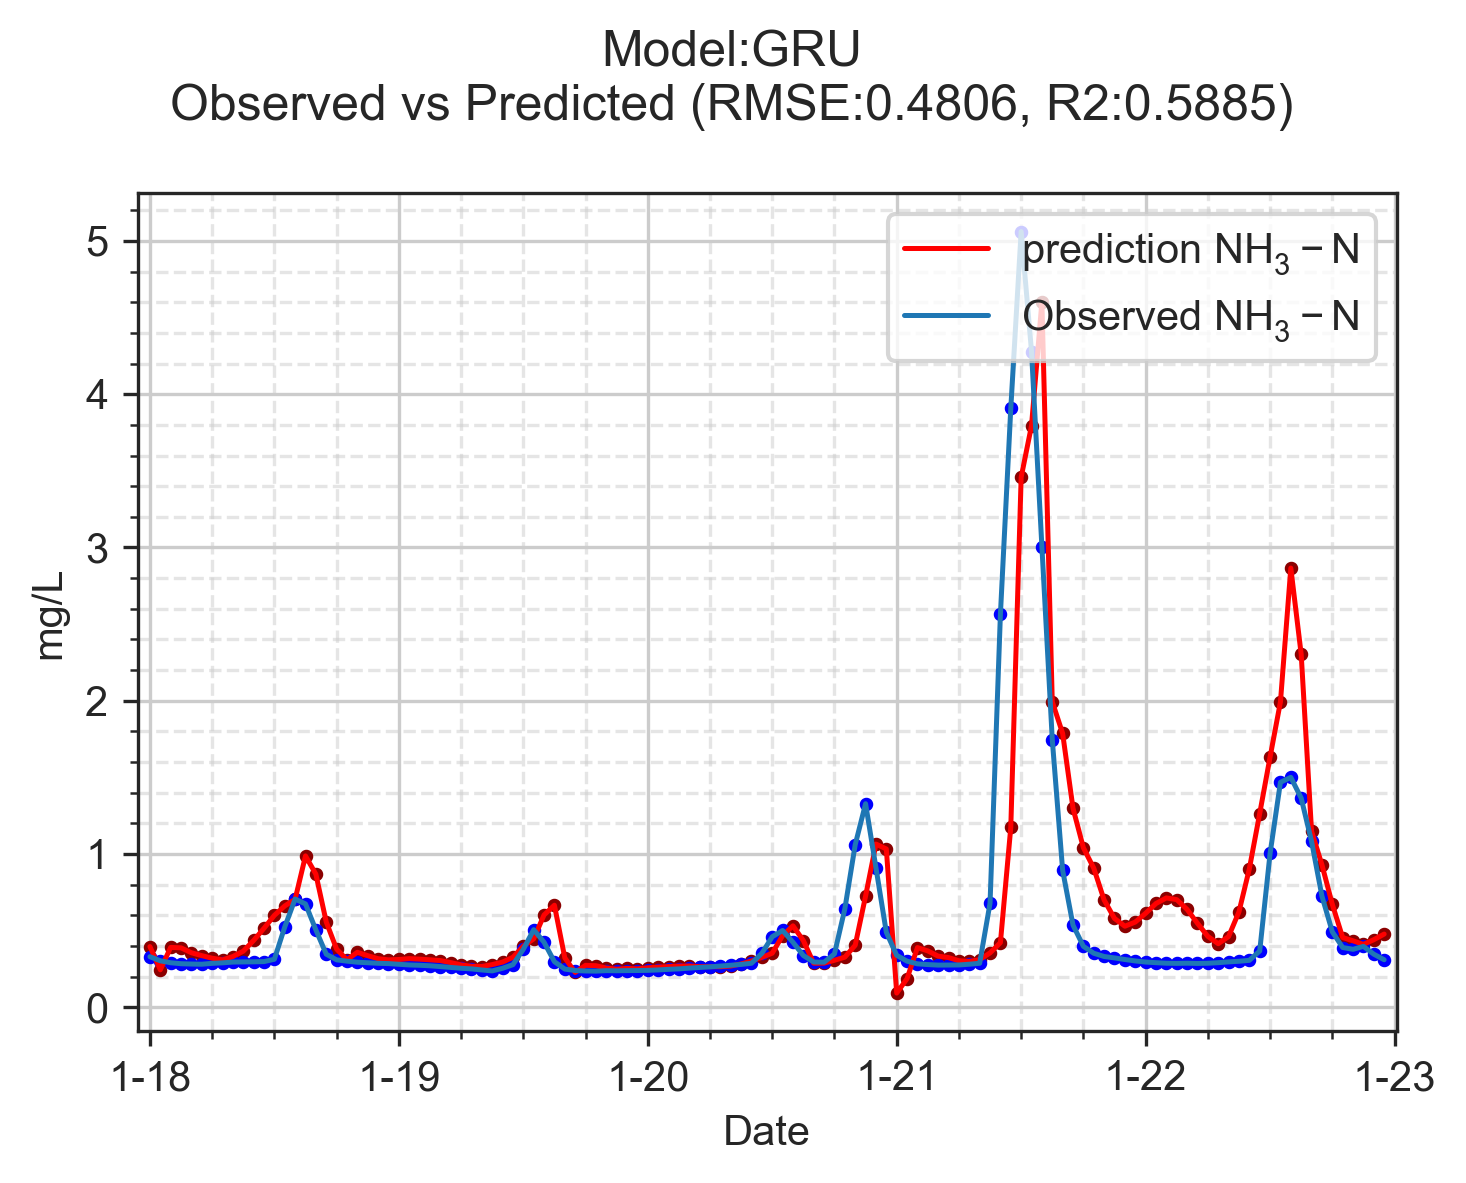 Model:GRU
Observed vs Predicted (RMSE:0.4806, R2:0.5885)
prediction NH₃ − N
Observed NH₃ − N
5
4
3
2
1
0
mg/L
1-18 1-19 1-20 1-21 1-22 1-23
Date